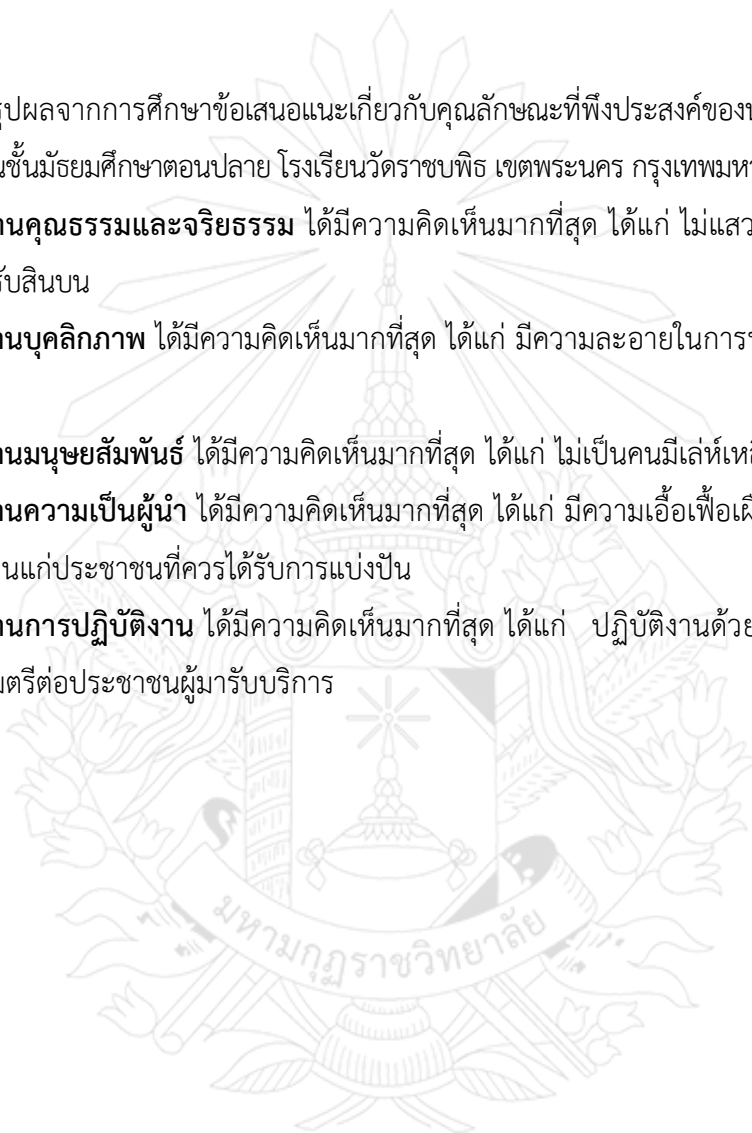 ุปผลจากการศึกษาข้อเสนอแนะเกี่ยวกับคุณลักษณะที่พึงประสงค์ของ
ชั้นมัธยมศึกษาตอนปลาย โรงเรียนวัดราชบพิธ เขตพระนคร กรุงเทพมหา
านคุณธรรมและจริยธรรม ได้มีความคิดเห็นมากที่สุด ได้แก่ ไม่แสว
รับสินบน
านบุคลิกภาพ ได้มีความคิดเห็นมากที่สุด ได้แก่ มีความละอายในการ
านมนุษยสัมพันธ์ ได้มีความคิดเห็นมากที่สุด ได้แก่ ไม่เป็นคนมีเล่ห์เห
านความเป็นผู้นำ ได้มีความคิดเห็นมากที่สุด ได้แก่ มีความเอื้อเฟื้อเผ
นแก่ประชาชนที่ควรได้รับการแบ่งปัน
านการปฏิบัติงาน ได้มีความคิดเห็นมากที่สุด ได้แก่ ปฏิบัติงานด้วย
มตรีต่อประชาชนผู้มารับบริการ
มหามกุฏราชวิทยาลัย